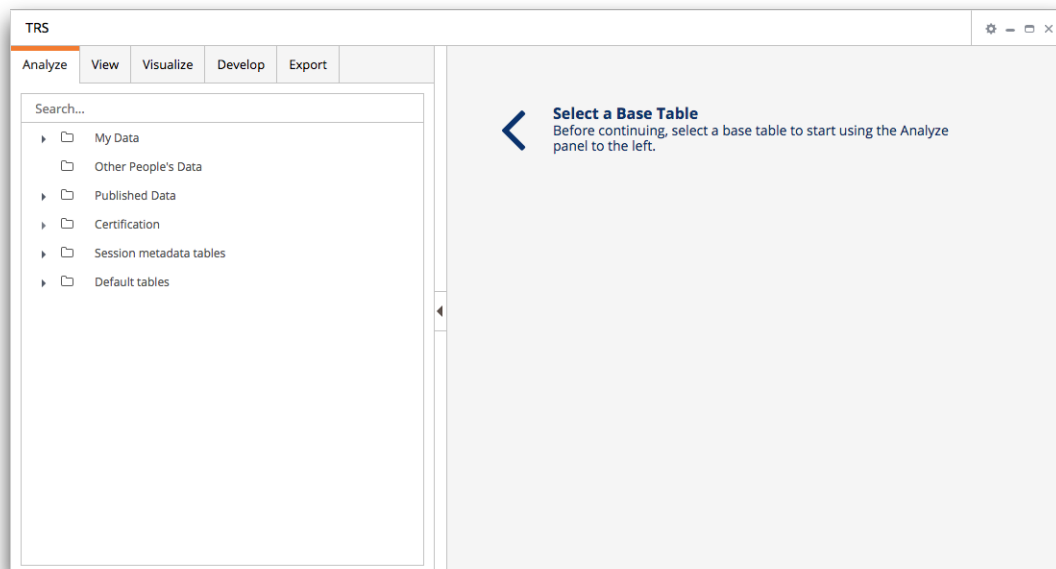 TRS
Analyze View Visualize Develop Export
Search...
My Data
Other People's Data
Published Data
Certification
Session metadata tables
Default tables
Select a Base Table
Before continuing, select a base table to start using the Analyze
panel to the left.